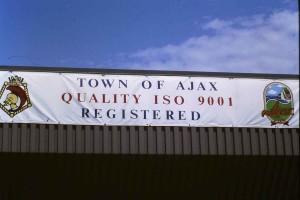 TOWN OF AJAX
QUALITY ISO 9001
REGISTERED